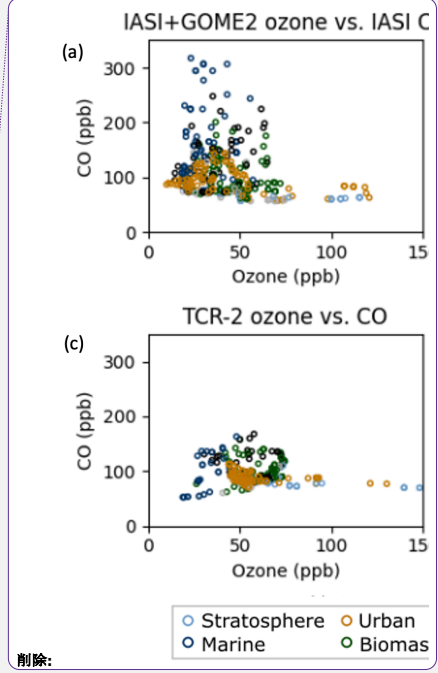 IASI+GOME2 ozone vs. IASI C
(a)
300
200
100
0
CO (ppb)
0 50 100 15
Ozone (ppb)
TCR-2 ozone vs. CO
(c)
300
200
100
0
CO (ppb)
0 50 100 15
Ozone (ppb)
Stratosphere Urban
Marine Biomas
削除: